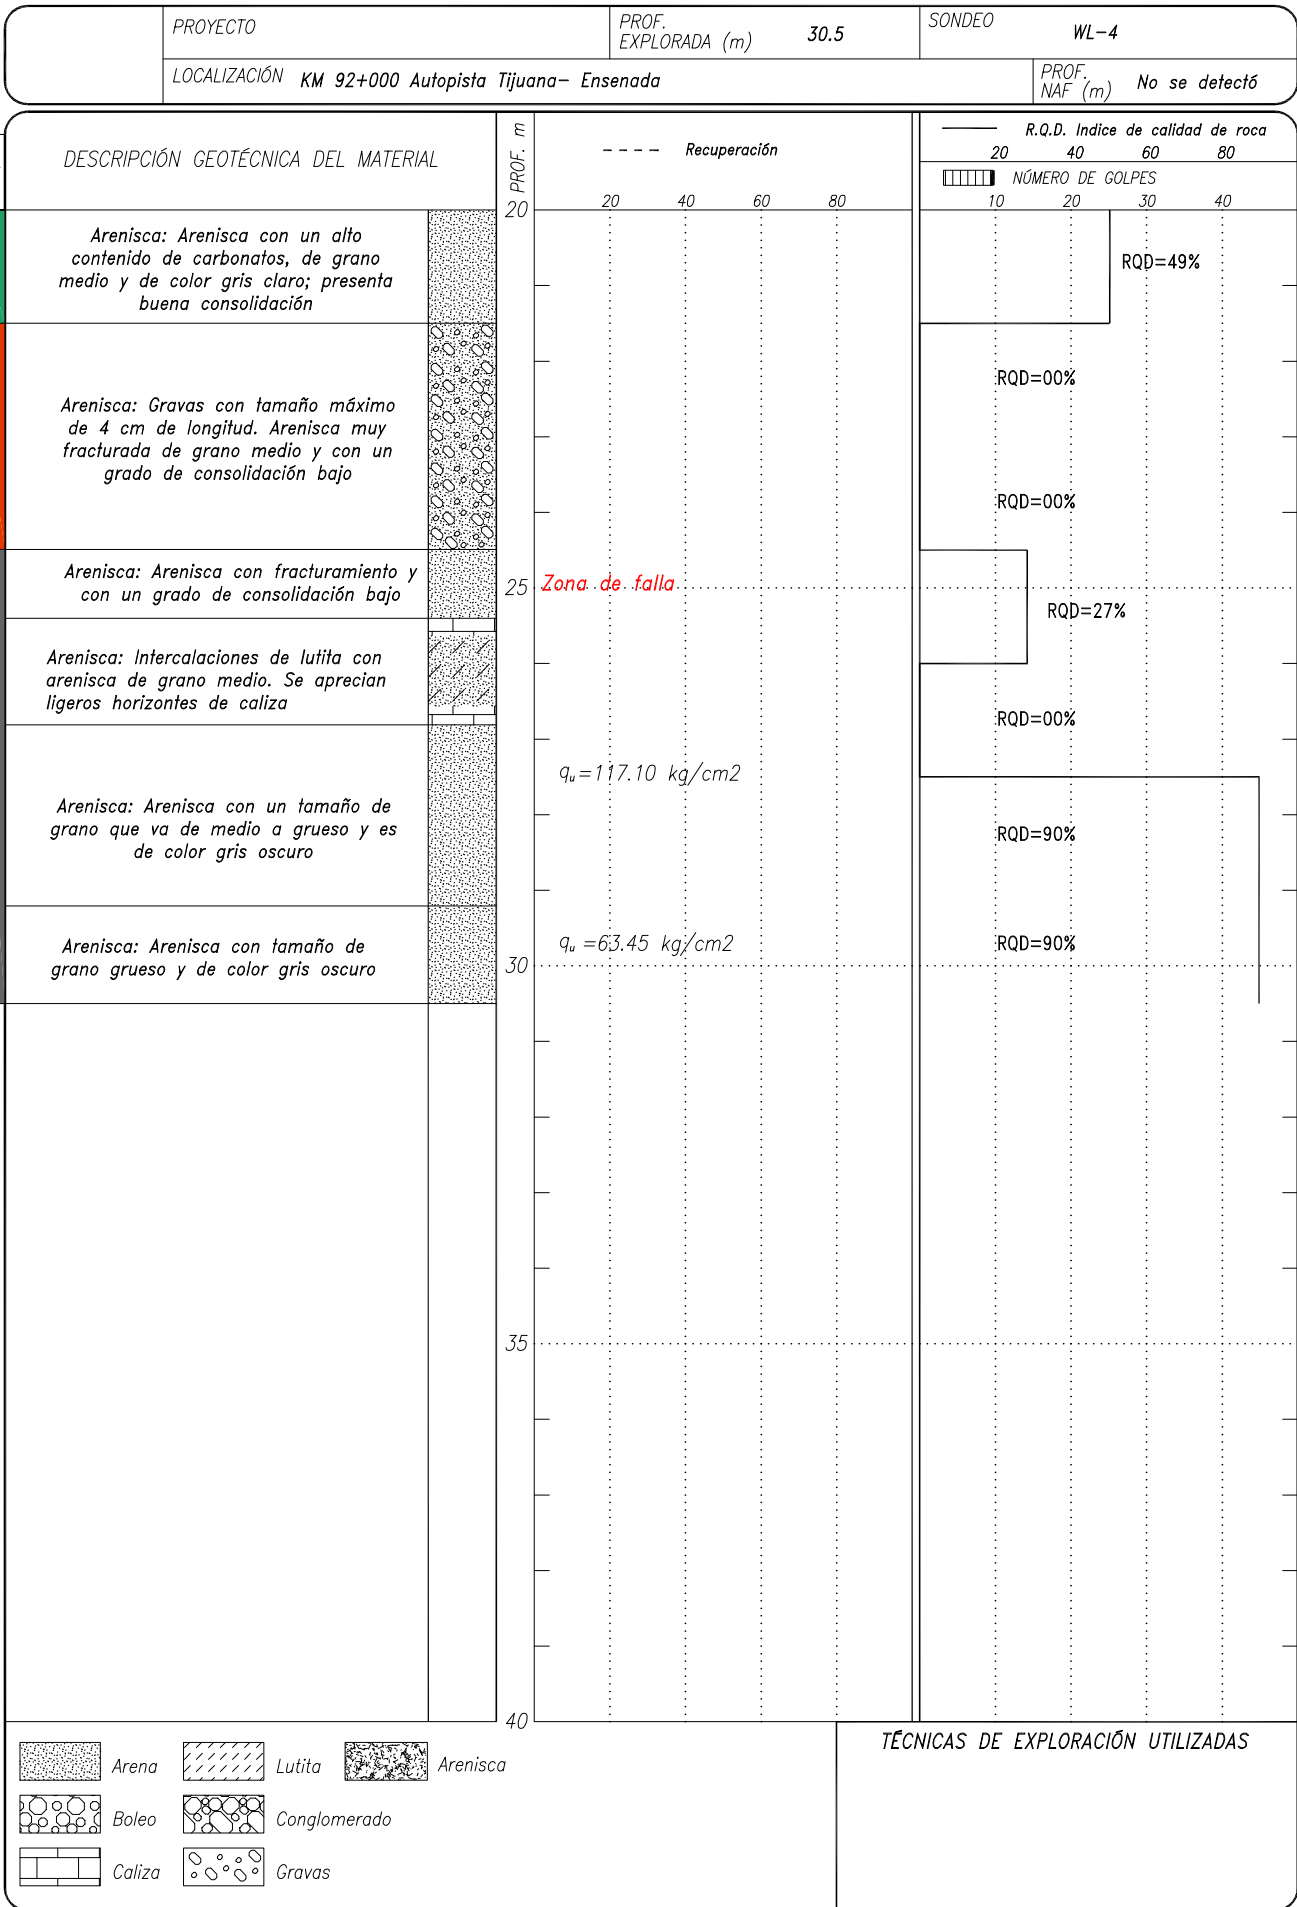 PROYECTO
PROF.
EXPLORADA (m)
30.5
SONDEO
WL-4
LOCALIZACIÓN KM 92+000 Autopista Tijuana- Ensenada
PROF.
NAF (m)
No se detectó
DESCRIPCIÓN GEOTÉCNICA DEL MATERIAL
PROF. m
Recuperación
20 40 60 80
R.Q.D. Indice de calidad de roca
20 40 60 80
NÚMERO DE GOLPES
10 20 30 40
20
Arenisca: Arenisca con un alto
contenido de carbonatos, de grano
medio y de color gris claro; presenta
buena consolidación
RQD=49%
Arenisca: Gravas con tamaño máximo
de 4 cm de longitud. Arenisca muy
fracturada de grano medio y con un
grado de consolidación bajo
RQD=00%
RQD=00%
Arenisca: Arenisca con fracturamiento y
con un grado de consolidación bajo
25
Zona de falla
RQD=27%
Arenisca: Intercalaciones de lutita con
arenisca de grano medio. Se aprecian
ligeros horizontes de caliza
RQD=00%
qu=117.10 kg/cm2
Arenisca: Arenisca con un tamaño de
grano que va de medio a grueso y es
de color gris oscuro
RQD=90%
Arenisca: Arenisca con tamaño de
grano grueso y de color gris oscuro
qu =63.45 kg/cm2
RQD=90%
30
35
40
Arena
Lutita
Arenisca
Boleo
Conglomerado
Caliza
Gravas
TÉCNICAS DE EXPLORACIÓN UTILIZADAS